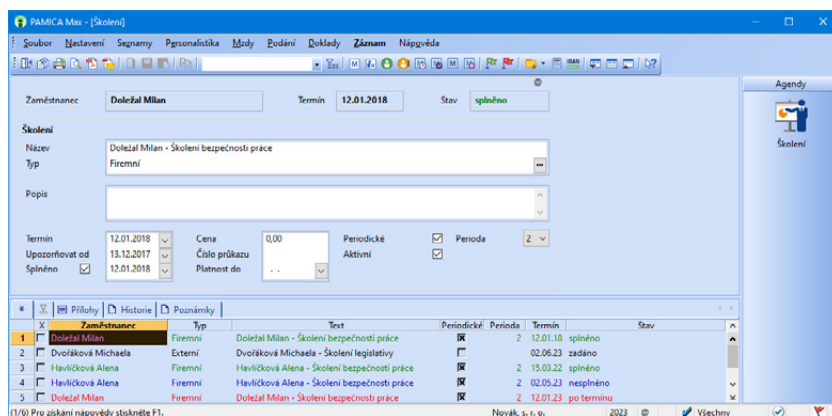 PAMICA Max - [Školení]
Soubor Nastavení Seznamy Personalistika Mzdy Podání Doklady Záznam Nápověda
Agendy
Zaměstnanec Doležal Milan Termín 12.01.2018 Stav splněno
Školení
Školení
Název Doležal Milan - Školení bezpečnosti práce
Typ Firemní
Popis
Termín 12.01.2018 Cena 0,00 Periodické Perioda 2
Upozorňovat od 13.12.2017 Číslo průkazu Aktivní
Splněno 12.01.2018 Platnost do . .
* Přílohy Historie Poznámky
X Zaměstnanec Typ Text Periodické Perioda Termín Stav
1 Doležal Milan Firemní Doležal Milan - Školení bezpečnosti práce 2 12.01.18 splněno
2 Dvořáková Michaela Externí Dvořáková Michaela - Školení legislativy 02.06.23 zadáno
3 Havlíčková Alena Firemní Havlíčková Alena - Školení bezpečnosti práce 2 15.03.22 splněno
4 Havlíčková Alena Firemní Havlíčková Alena - Školení bezpečnosti práce 2 02.05.23 nesplněno
5 Doležal Milan Firemní Doležal Milan - Školení bezpečnosti práce 2 12.01.23 po termínu
(1/6) Pro získání nápovědy stiskněte F1. Novák, s. r. o. 2023 @ Všechny